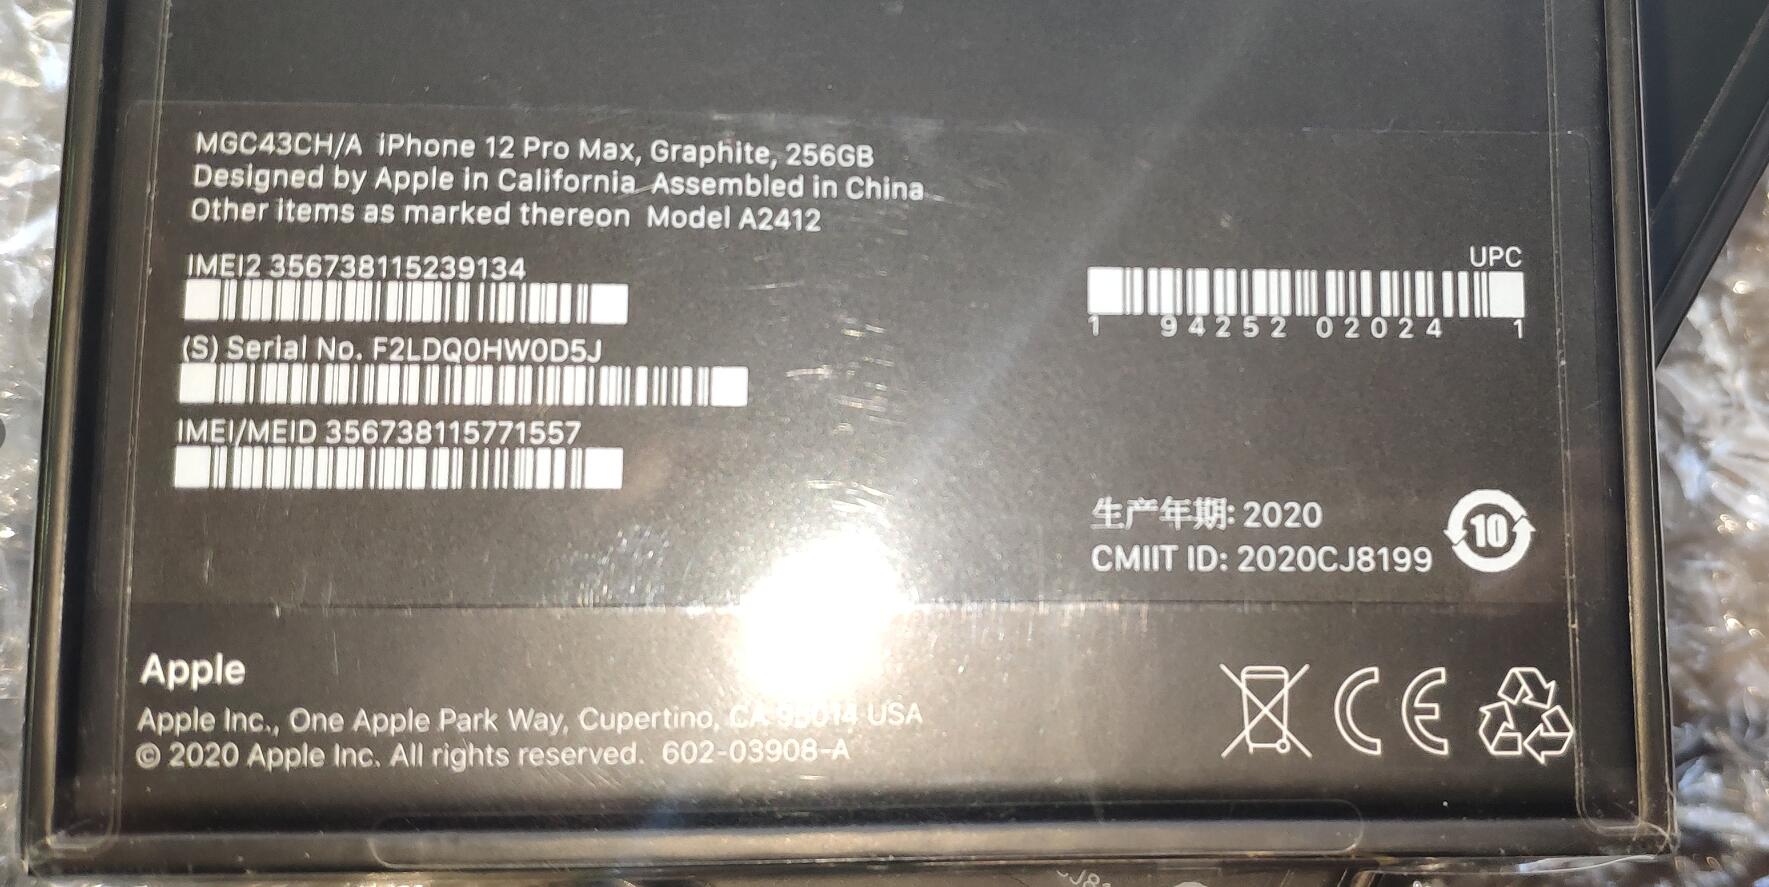 MGC43CH/A iPhone 12 Pro Max, Graphite, 256GB
Designed by Apple in California Assembled in China
Other items as marked thereon Model A2412
IMEI2 356738115239134
(S) Serial No. F2LDQ0HW0D5J
IMEI/MEID 356738115771557
UPC
1 94252 02024 1
生产年期: 2020
CMIIT ID: 2020CJ8199
10
Apple
Apple Inc., One Apple Park Way, Cupertino, CA 95014 USA
© 2020 Apple Inc. All rights reserved. 602-03908-A
CE